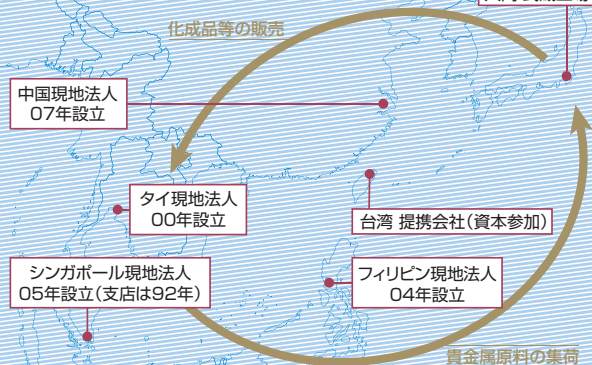 化成品等の販売
中国現地法人
07年設立
タイ現地法人
00年設立
台湾 提携会社（資本参加）
シンガポール現地法人
05年設立（支店は92年）
フィリピン現地法人
04年設立
貴金属原料の集荷